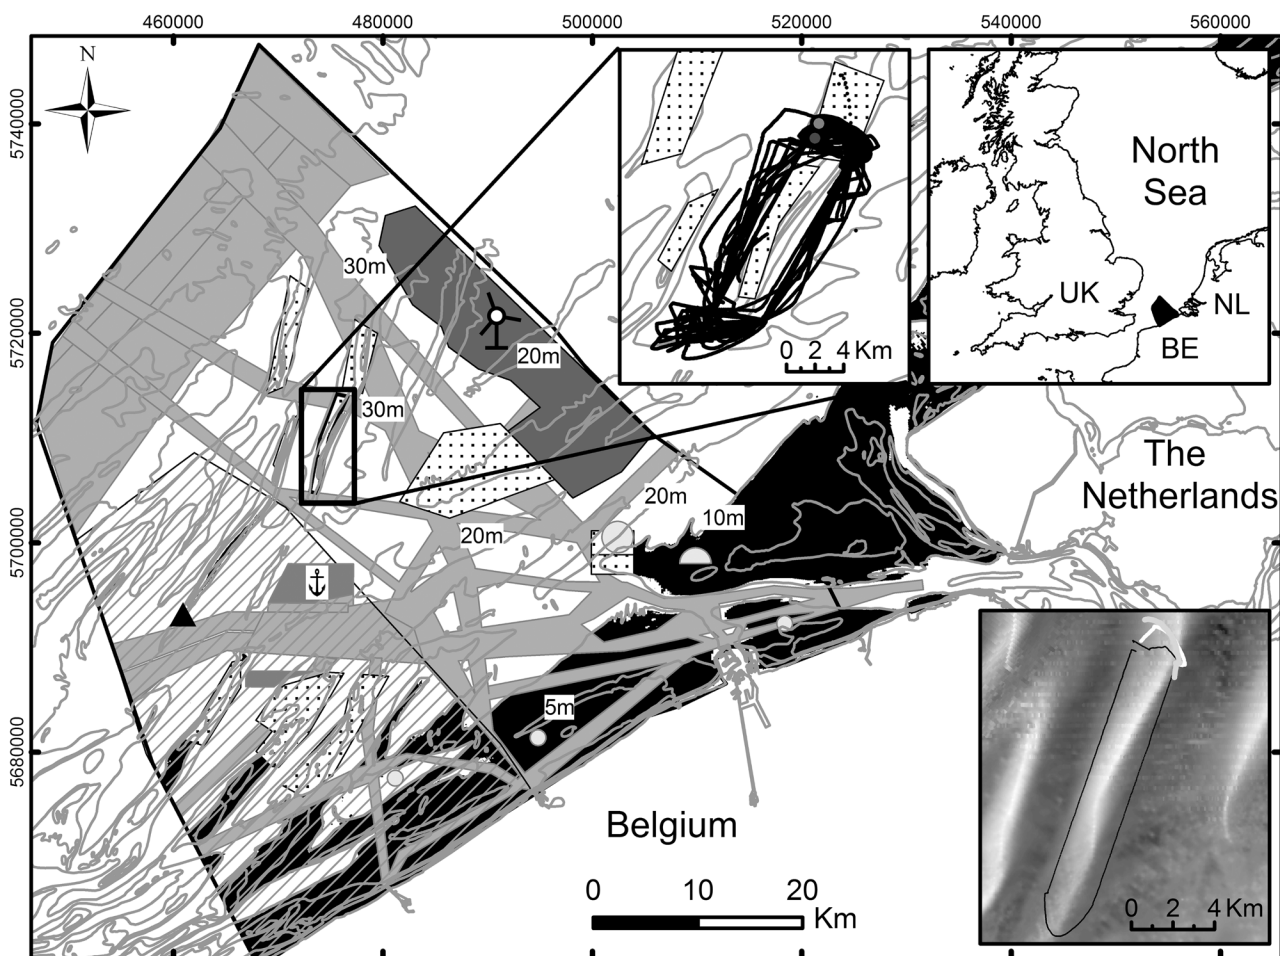 460000
480000
500000
520000
540000
560000
5740000
5720000
5700000
5680000
N
30m
20m
30m
20m
20m
10m
5m
0 2 4 Km
North
Sea
UK
NL
BE
The
Netherlands
Belgium
0 10 20
Km
0 2 4 Km